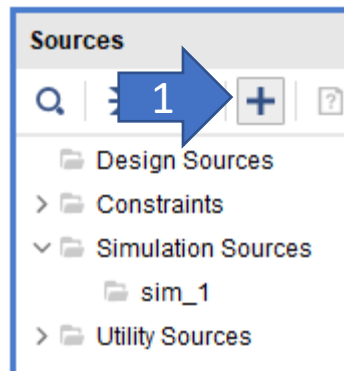 Sources
1
?
Design Sources
Constraints
Simulation Sources
sim_1
Utility Sources